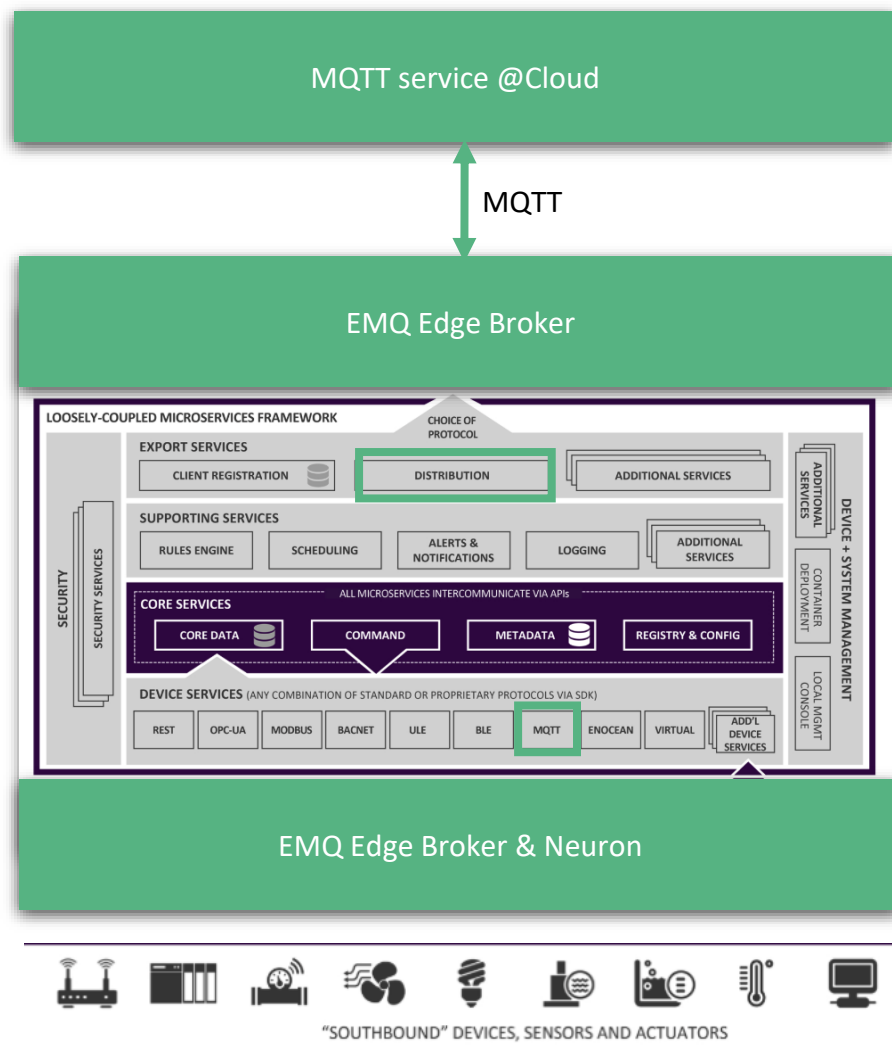 MQTT service @Cloud
MQTT
EMQ Edge Broker
LOOSELY-COUPLED MICROSERVICES FRAMEWORK
CHOICE OF
PROTOCOL
EXPORT SERVICES
CLIENT REGISTRATION
DISTRIBUTION
ADDITIONAL SERVICES
SUPPORTING SERVICES
RULES ENGINE
SCHEDULING
ALERTS &
NOTIFICATIONS
LOGGING
ADDITIONAL
SERVICES
ALL MICROSERVICES INTERCOMMUNICATE VIA APIs
CORE SERVICES
CORE DATA
COMMAND
METADATA
REGISTRY & CONFIG
DEVICE SERVICES (ANY COMBINATION OF STANDARD OR PROPRIETARY PROTOCOLS VIA SDK)
REST
OPC-UA
MODBUS
BACNET
ULE
BLE
MQTT
ENOCEAN
VIRTUAL
ADD'L
DEVICE
SERVICES
SECURITY
SECURITY SERVICES
ADDITIONAL
SERVICES
CONTAINER
DEPLOYMENT
LOCAL MGMT
CONSOLE
DEVICE + SYSTEM MANAGEMENT
EMQ Edge Broker & Neuron
"SOUTHBOUND" DEVICES, SENSORS AND ACTUATORS